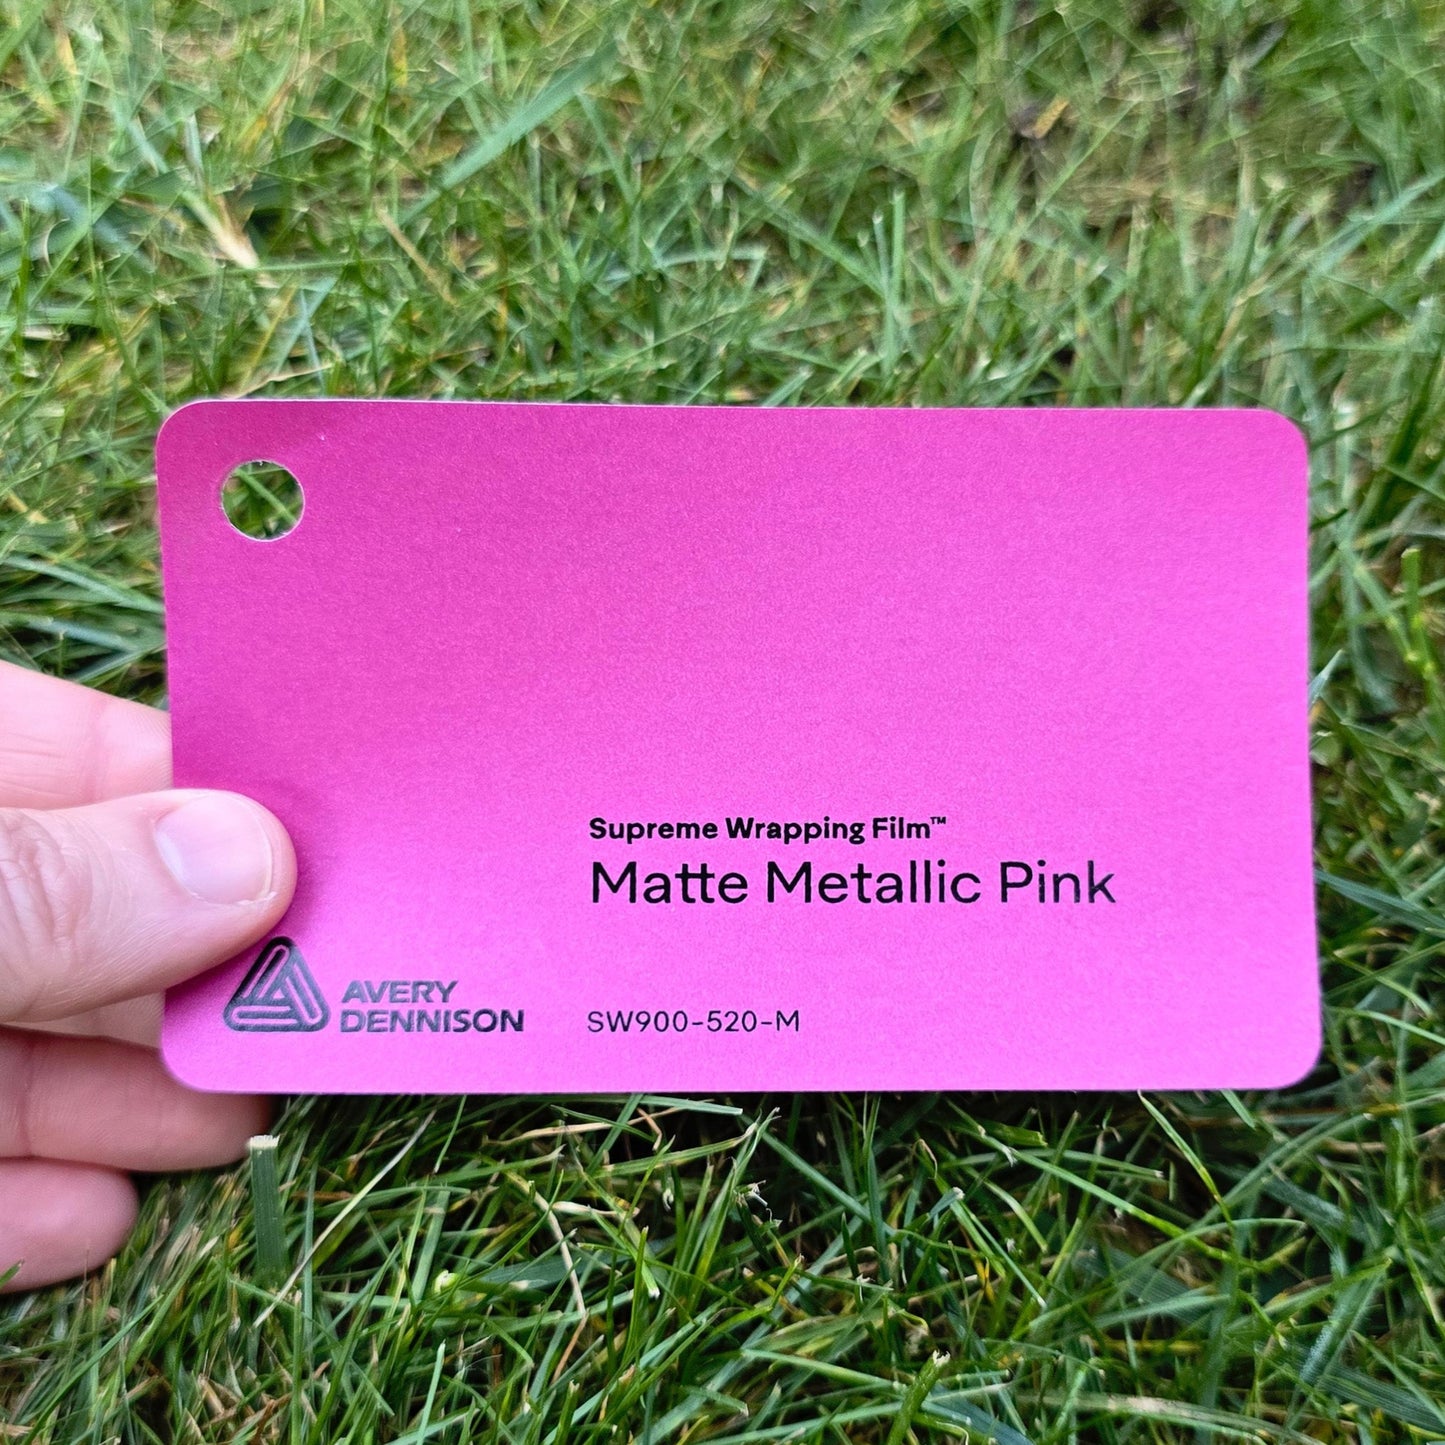 Supreme Wrapping Film™
Matte Metallic Pink
AVERY
DENNISON
SW900-520-M